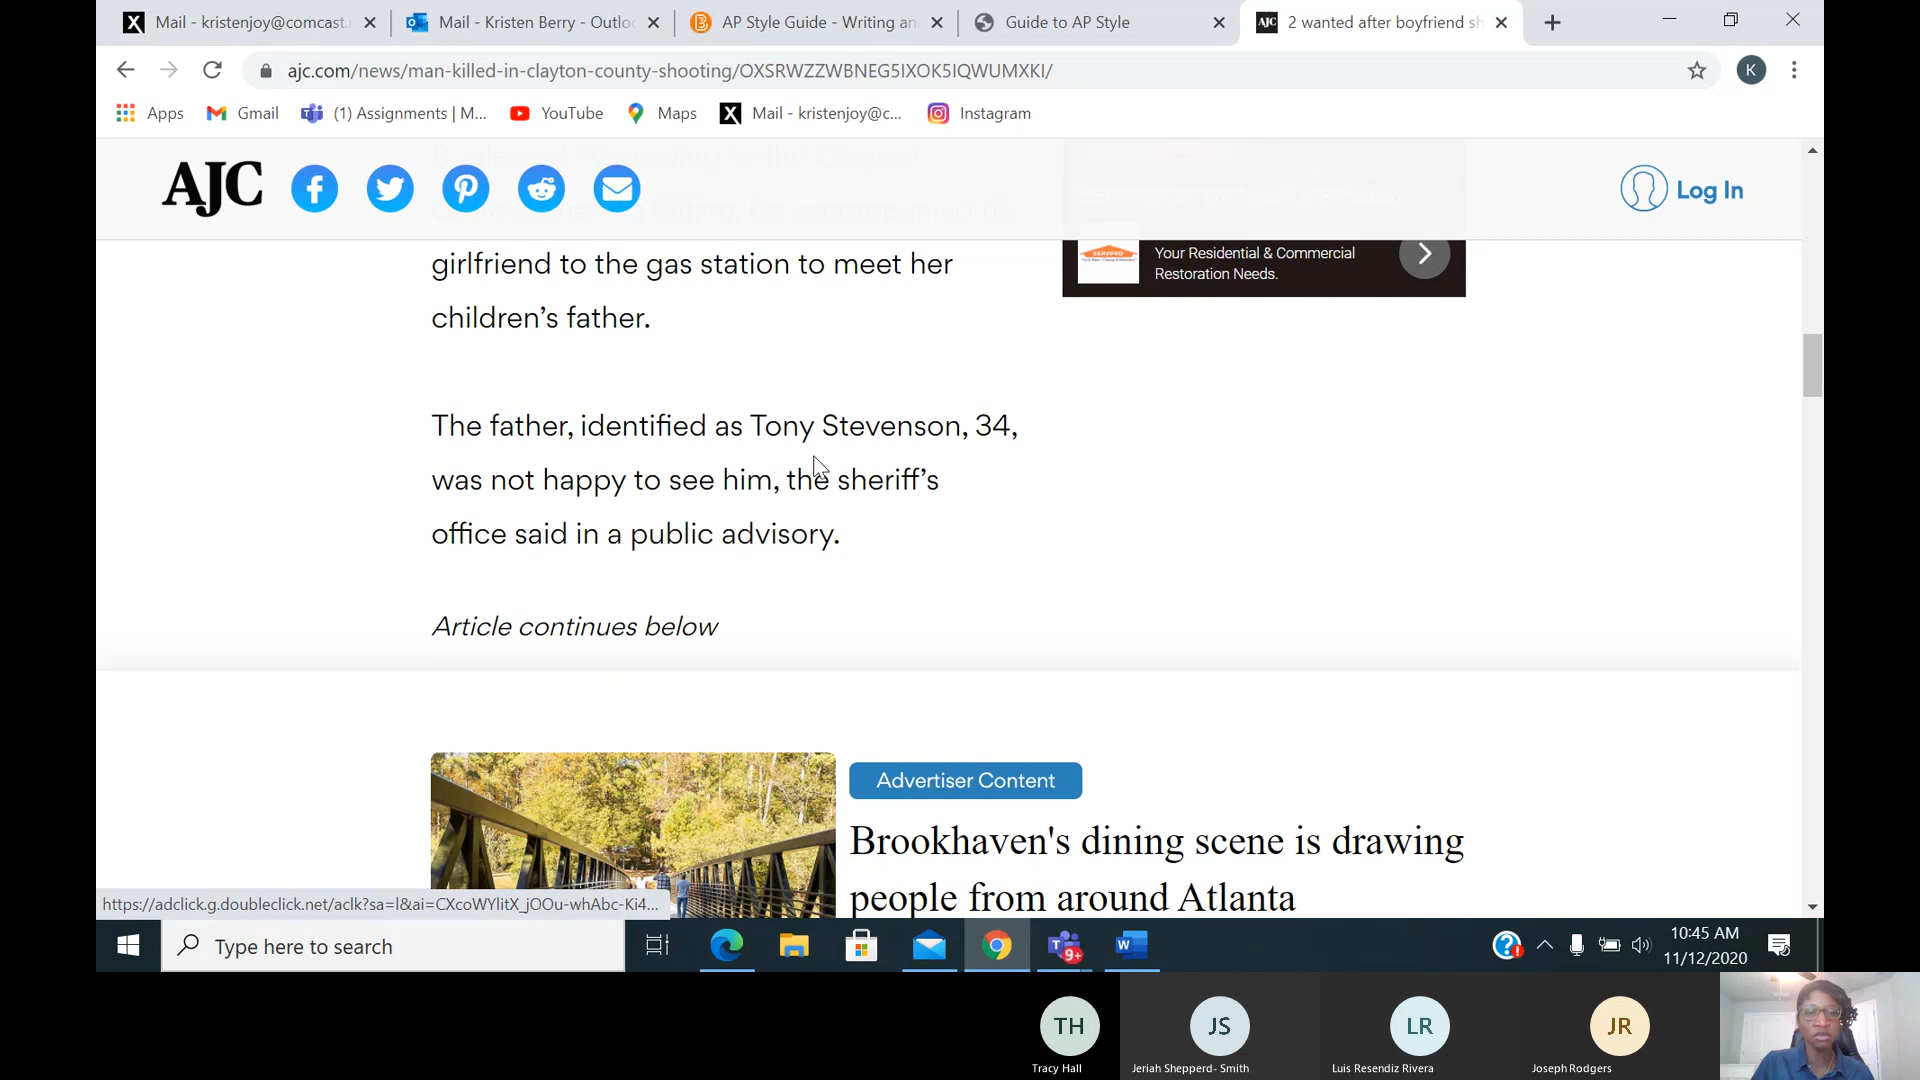 Mail - kristenjoy@comcast.
Mail - Kristen Berry - Outlo
AP Style Guide - Writing an
Guide to AP Style
AJC 2 wanted after boyfriend sh
ajc.com/news/man-killed-in-clayton-county-shooting/OXSRWZZWBNEG5IXOK5IQWUMXKI/
K
Apps
Gmail
(1) Assignments | M...
YouTube
Maps
Mail - kristenjoy@c...
Instagram
AJC
Log In
girlfriend to the gas station to meet her
children's father.
SERVPRO
Your Residential & Commercial
Restoration Needs.
The father, identified as Tony Stevenson, 34,
was not happy to see him, the sheriff's
office said in a public advisory.
Article continues below
Advertiser Content
Brookhaven's dining scene is drawing
people from around Atlanta
https://adclick.g.doubleclick.net/aclk?sa=l&ai=CXcoWYlitX_jOOu-whAbc-Ki4...
Type here to search
9+
10:45 AM
11/12/2020
TH
JS
LR
JR
Tracy Hall
Jeriah Shepperd- Smith
Luis Resendiz Rivera
Joseph Rodgers